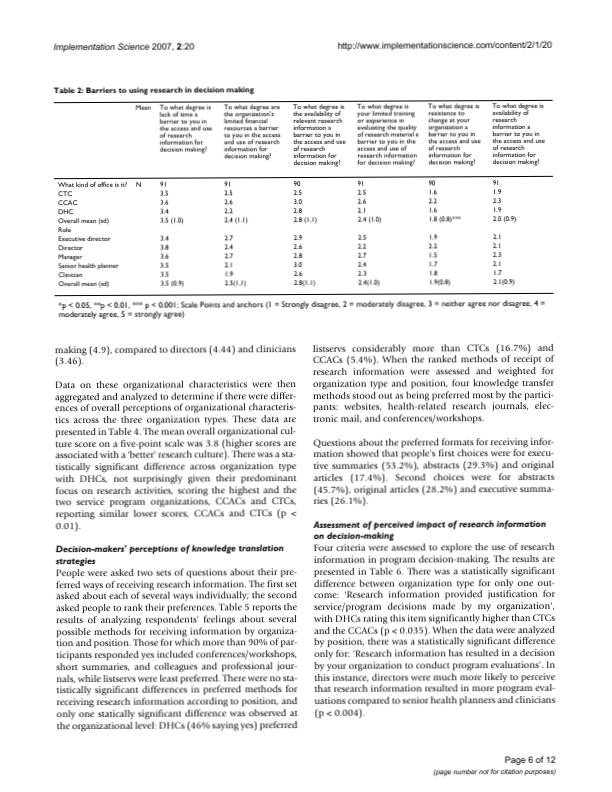 Implementation Science 2007, 2:20
http://www.implementationscience.com/content/2/1/20
Table 2: Barriers to using research in decision making
Mean
To what degree is lack of time a barrier to you in the access and use of research information for decision making?
To what degree are the organization's limited financial resources a barrier to you in the access and use of research information for decision making?
To what degree is the availability of relevant research information a barrier to you in the access and use of research information for decision making?
To what degree is your limited training or experience in evaluating the quality of research material a barrier to you in the access and use of research information for decision making?
To what degree is resistance to change at your organization a barrier to you in the access and use of research information for decision making?
To what degree is availability of research information a barrier to you in the access and use of research information for decision making?
What kind of office is it? N 91 91 90 91 90 91
CTC 3.5 2.5 2.5 2.5 1.6 1.9
CCAC 3.6 2.6 3.0 2.6 2.2 2.3
DHC 3.4 2.2 2.8 2.1 1.6 1.9
Overall mean (sd) 3.5 (1.0) 2.4 (1.1) 2.8 (1.1) 2.4 (1.0) 1.8 (0.8)*** 2.0 (0.9)
Role
Executive director 3.4 2.7 2.9 2.5 1.9 2.1
Director 3.8 2.4 2.6 2.2 2.2 2.1
Manager 3.6 2.7 2.8 2.7 1.5 2.3
Senior health planner 3.5 2.1 3.0 2.4 1.7 2.1
Clinician 3.5 1.9 2.6 2.3 1.8 1.7
Overall mean (sd) 3.5 (0.9) 2.5(1,1) 2.8(1.1) 2.4(1.0) 1.9(0.8) 2.1(0.9)
*p < 0.05, **p < 0.01, *** p < 0.001; Scale Points and anchors (1 = Strongly disagree, 2 = moderately disagree, 3 = neither agree nor disagree, 4 =
moderately agree, 5 = strongly agree)
making (4.9), compared to directors (4.44) and clinicians
(3.46).
Data on these organizational characteristics were then
aggregated and analyzed to determine if there were differ-
ences of overall perceptions of organizational characteris-
tics across the three organization types. These data are
presented in Table 4. The mean overall organizational cul-
ture score on a five-point scale was 3.8 (higher scores are
associated with a 'better' research culture). There was a sta-
tistically significant difference across organization type
with DHCs, not surprisingly given their predominant
focus on research activities, scoring the highest and the
two service program organizations, CCACs and CTCs,
reporting similar lower scores, CCACs and CTCs (p <
0.01).
Decision-makers' perceptions of knowledge translation
strategies
People were asked two sets of questions about their pre-
ferred ways of receiving research information. The first set
asked about each of several ways individually; the second
asked people to rank their preferences. Table 5 reports the
results of analyzing respondents' feelings about several
possible methods for receiving information by organiza-
tion and position. Those for which more than 90% of par-
ticipants responded yes included conferences/workshops,
short summaries, and colleagues and professional jour-
nals, while listservs were least preferred. There were no sta-
tistically significant differences in preferred methods for
receiving research information according to position, and
only one statically significant difference was observed at
the organizational level: DHCs (46% saying yes) preferred
listservs considerably more than CTCs (16.7%) and
CCACs (5.4%). When the ranked methods of receipt of
research information were assessed and weighted for
organization type and position, four knowledge transfer
methods stood out as being preferred most by the partici-
pants: websites, health-related research journals, elec-
tronic mail, and conferences/workshops.
Questions about the preferred formats for receiving infor-
mation showed that people's first choices were for execu-
tive summaries (53.2%), abstracts (29.3%) and original
articles (17.4%). Second choices were for abstracts
(45.7%), original articles (28.2%) and executive summa-
ries (26.1%).
Assessment of perceived impact of research information
on decision-making
Four criteria were assessed to explore the use of research
information in program decision-making. The results are
presented in Table 6. There was a statistically significant
difference between organization type for only one out-
come: 'Research information provided justification for
service/program decisions made by my organization',
with DHCs rating this item significantly higher than CTCs
and the CCACs (p < 0.035). When the data were analyzed
by position, there was a statistically significant difference
only for: 'Research information has resulted in a decision
by your organization to conduct program evaluations'. In
this instance, directors were much more likely to perceive
that research information resulted in more program eval-
uations compared to senior health planners and clinicians
(p < 0.004).
Page 6 of 12
(page number not for citation purposes)